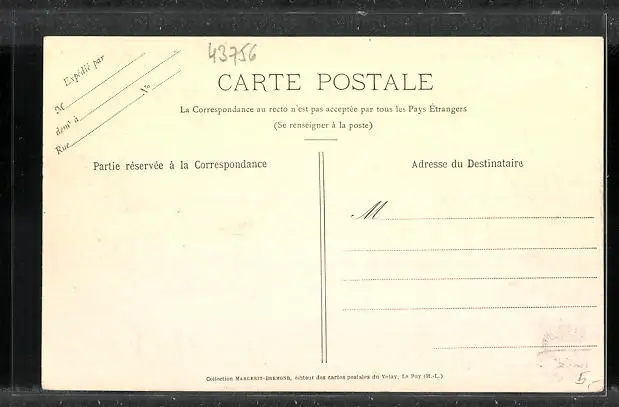 43756
Expédié par
M
demt à
Rue No
CARTE POSTALE
La Correspondance au recto n'est pas acceptée par tous les Pays Étrangers
(Se renseigner à la poste)
Partie réservée à la Correspondance
Adresse du Destinataire
M
Collection MARGERIT-BREMOND, éditeur des cartes postales du Velay, Le Puy (H.-L.)
5,-